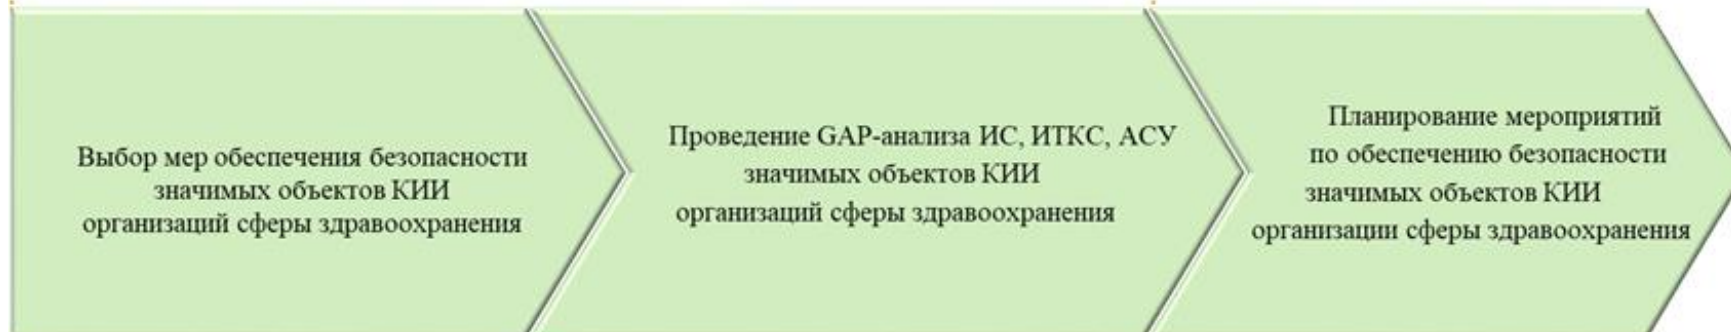 Выбор мер обеспечения безопасности
значимых объектов КИИ
организаций сферы здравоохранения
Проведение GAP-анализа ИС, ИТКС, АСУ
значимых объектов КИИ
организаций сферы здравоохранения
Планирование мероприятий
по обеспечению безопасности
значимых объектов КИИ
организации сферы здравоохранения